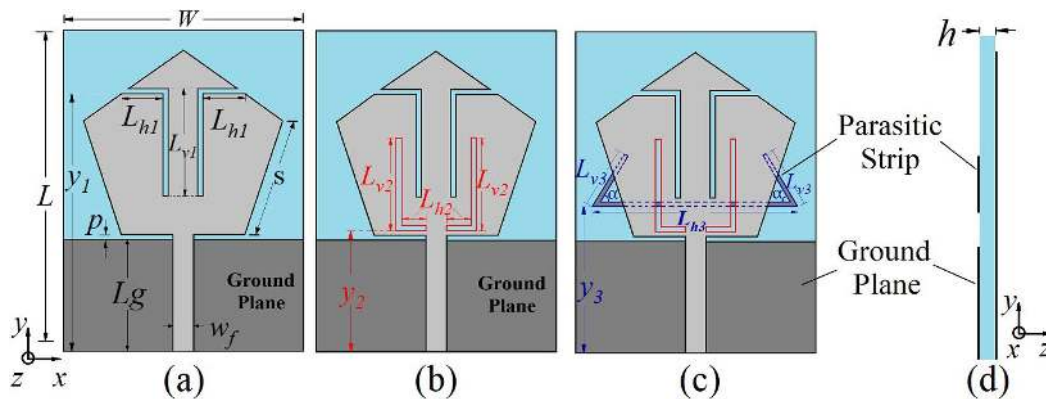 W
L
y1
Lh1
Lh1
Lv1
s
p
Lg
wf
Ground
Plane
y
z
x
(a)
Lv2
Lv2
Lh2
y2
Ground
Plane
(b)
Lv3
Lv3
α
α
Lh3
y3
(c)
h
Parasitic
Strip
Ground
Plane
y
x
z
(d)